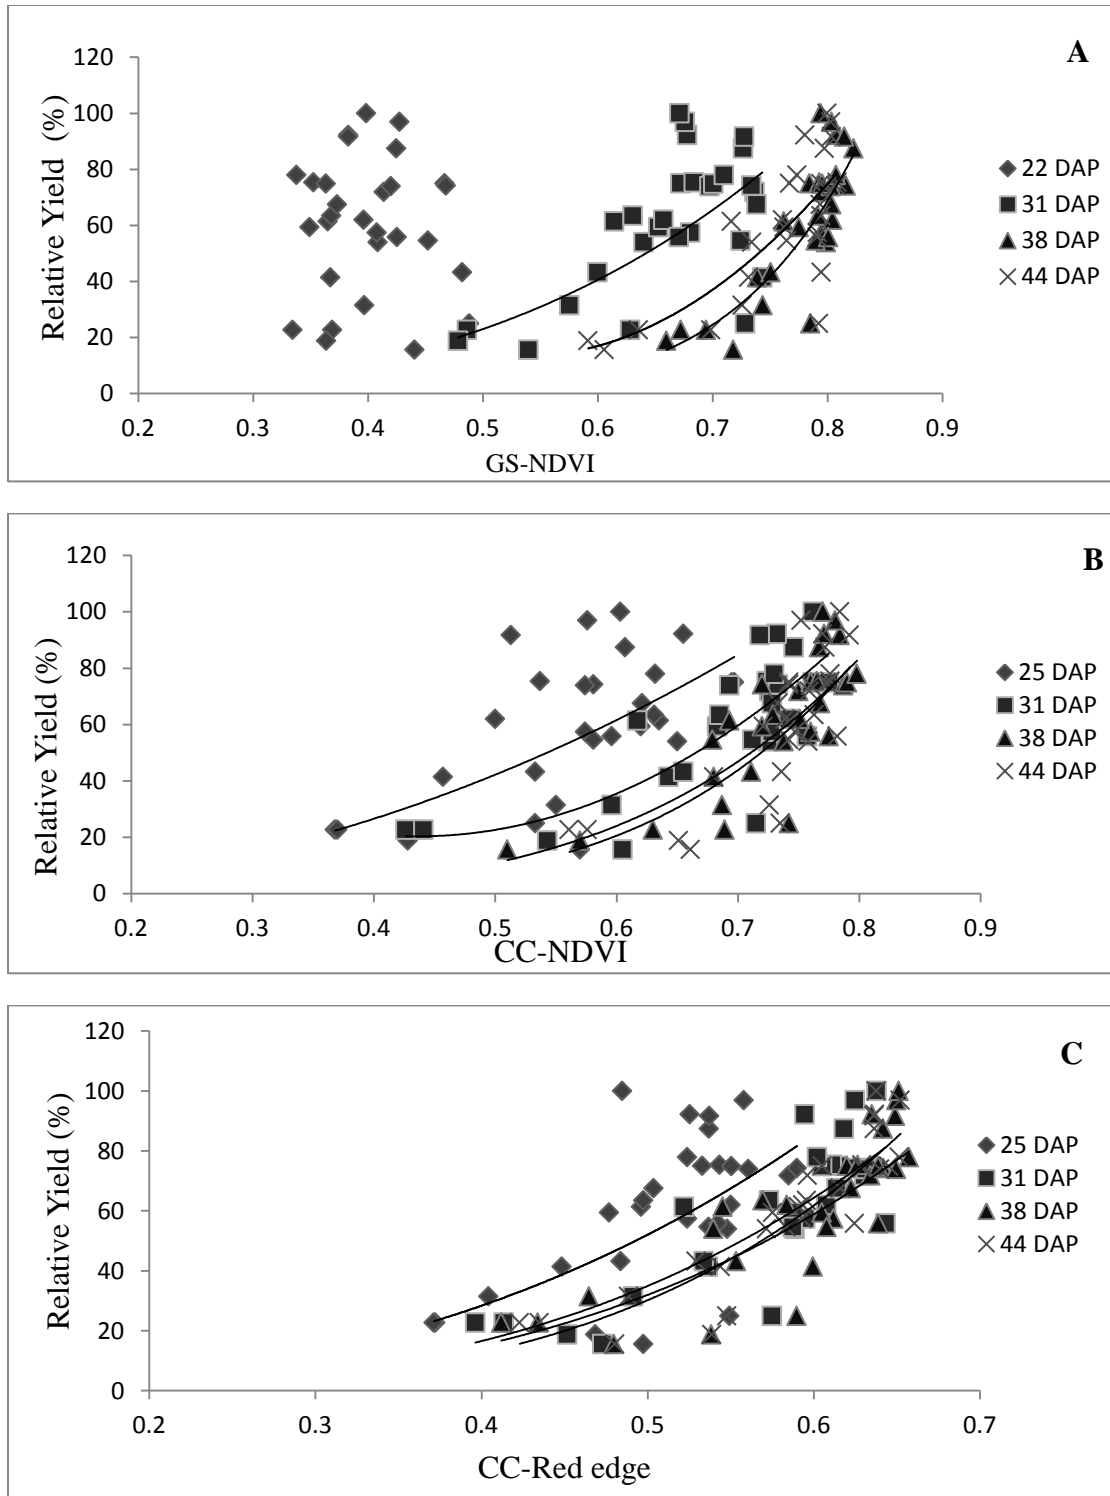 A
120
100
80
60
40
20
0
Relative Yield (%)
0.2 0.3 0.4 0.5 0.6 0.7 0.8 0.9
GS-NDVI
22 DAP
31 DAP
38 DAP
44 DAP
B
120
100
80
60
40
20
0
Relative Yield (%)
0.2 0.3 0.4 0.5 0.6 0.7 0.8 0.9
CC-NDVI
25 DAP
31 DAP
38 DAP
44 DAP
C
120
100
80
60
40
20
0
Relative Yield (%)
0.2 0.3 0.4 0.5 0.6 0.7
CC-Red edge
25 DAP
31 DAP
38 DAP
44 DAP